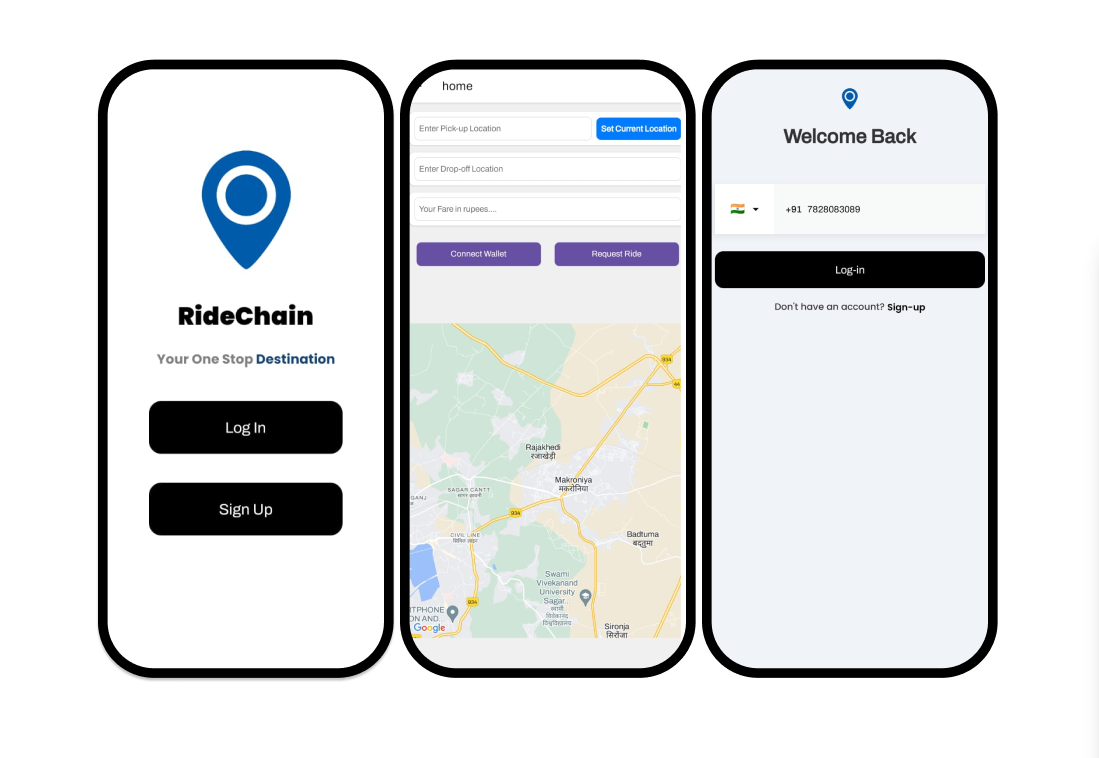 RideChain
Your One Stop Destination
Log In
Sign Up
home
Enter Pick-up Location
Set Current Location
Enter Drop-off Location
Your Fare in rupees....
Connect Wallet
Request Ride
934
44
Rajakhedi
रजाखेड़ी
Makroniya
मकरोनिया
SAGAR CANTT
सागर छावनी
GANJ
934
CIVIL LINE
सिविल लाइन
Badtuma
बदतुमा
Swami
Vivekanand
University
Sagar...
स्वामी
विवेकानंद
विश्वविद्यालय
934
TPHONE
ON AND...
Google
Sironja
सिरोंजा
Welcome Back
+91 7828083089
Log-in
Don't have an account? Sign-up